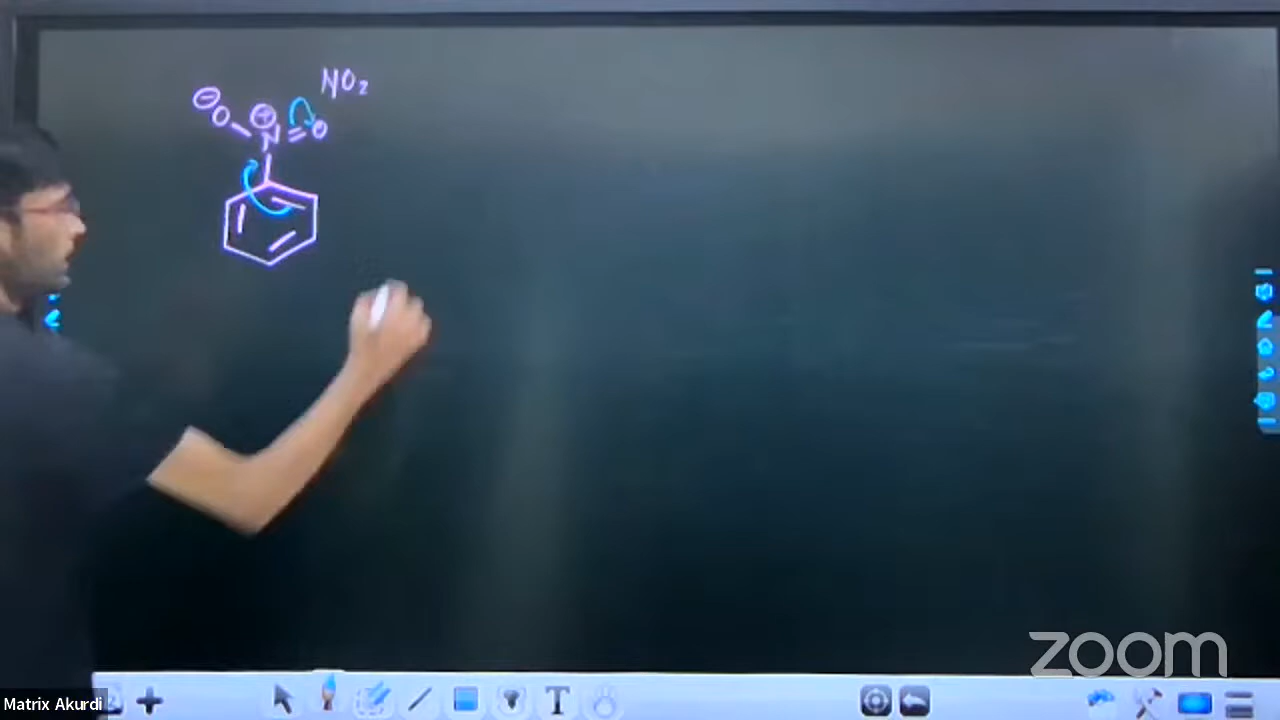 NO₂
⊖ ⊕
O N O
zoom
T
Matrix Akurdi